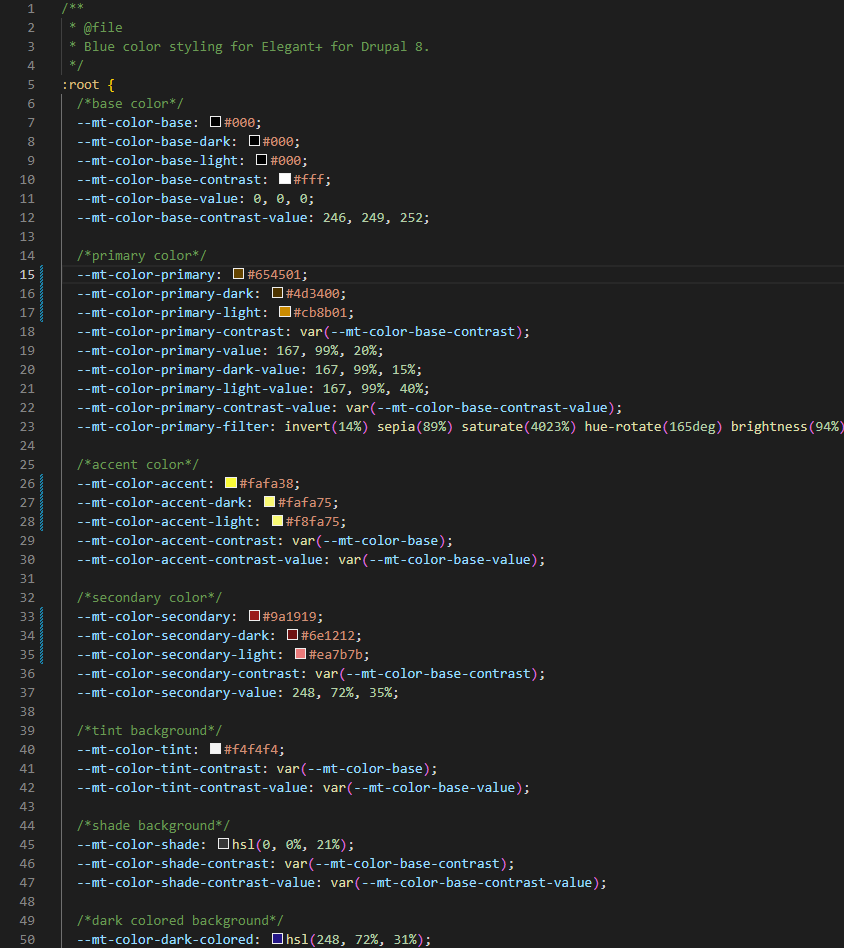 1 /**
2 * @file
3 * Blue color styling for Elegant+ for Drupal 8.
4 */
5 :root {
6 /*base color*/
7 --mt-color-base: #000;
8 --mt-color-base-dark: #000;
9 --mt-color-base-light: #000;
10 --mt-color-base-contrast: #fff;
11 --mt-color-base-value: 0, 0, 0;
12 --mt-color-base-contrast-value: 246, 249, 252;
13
14 /*primary color*/
15 --mt-color-primary: #654501;
16 --mt-color-primary-dark: #4d3400;
17 --mt-color-primary-light: #cb8b01;
18 --mt-color-primary-contrast: var(--mt-color-base-contrast);
19 --mt-color-primary-value: 167, 99%, 20%;
20 --mt-color-primary-dark-value: 167, 99%, 15%;
21 --mt-color-primary-light-value: 167, 99%, 40%;
22 --mt-color-primary-contrast-value: var(--mt-color-base-contrast-value);
23 --mt-color-primary-filter: invert(14%) sepia(89%) saturate(4023%) hue-rotate(165deg) brightness(94%)
24
25 /*accent color*/
26 --mt-color-accent: #fafa38;
27 --mt-color-accent-dark: #fafa75;
28 --mt-color-accent-light: #f8fa75;
29 --mt-color-accent-contrast: var(--mt-color-base);
30 --mt-color-accent-contrast-value: var(--mt-color-base-value);
31
32 /*secondary color*/
33 --mt-color-secondary: #9a1919;
34 --mt-color-secondary-dark: #6e1212;
35 --mt-color-secondary-light: #ea7b7b;
36 --mt-color-secondary-contrast: var(--mt-color-base-contrast);
37 --mt-color-secondary-value: 248, 72%, 35%;
38
39 /*tint background*/
40 --mt-color-tint: #f4f4f4;
41 --mt-color-tint-contrast: var(--mt-color-base);
42 --mt-color-tint-contrast-value: var(--mt-color-base-value);
43
44 /*shade background*/
45 --mt-color-shade: hsl(0, 0%, 21%);
46 --mt-color-shade-contrast: var(--mt-color-base-contrast);
47 --mt-color-shade-contrast-value: var(--mt-color-base-contrast-value);
48
49 /*dark colored background*/
50 --mt-color-dark-colored: hsl(248, 72%, 31%);